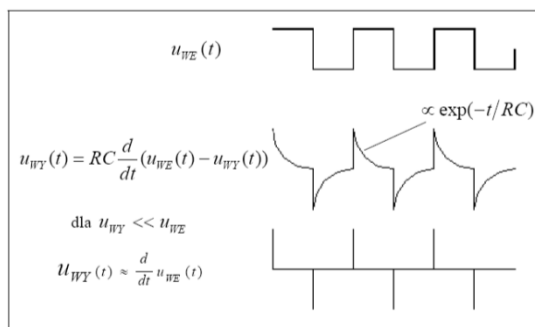 u_WE(t)
∝ exp(−t/RC)
u_WY(t) = RC d/dt (u_WE(t) − u_WY(t))
dla u_WY << u_WE
u_WY(t) ≈ d/dt u_WE(t)